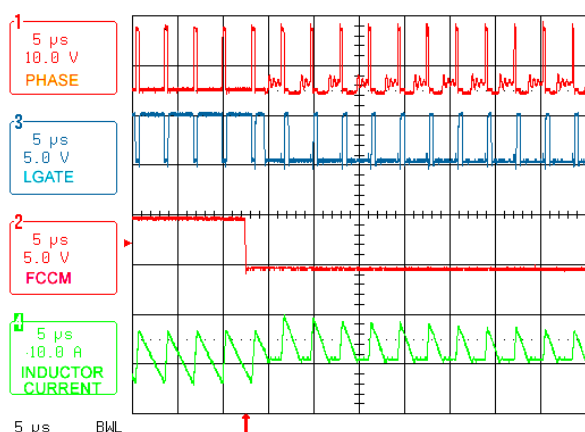 1
5 µs
10.0 V
PHASE
3
5 µs
5.0 V
LGATE
2
5 µs
5.0 V
FCCM
4
5 µs
10.0 A
INDUCTOR
CURRENT
5 µs BWL